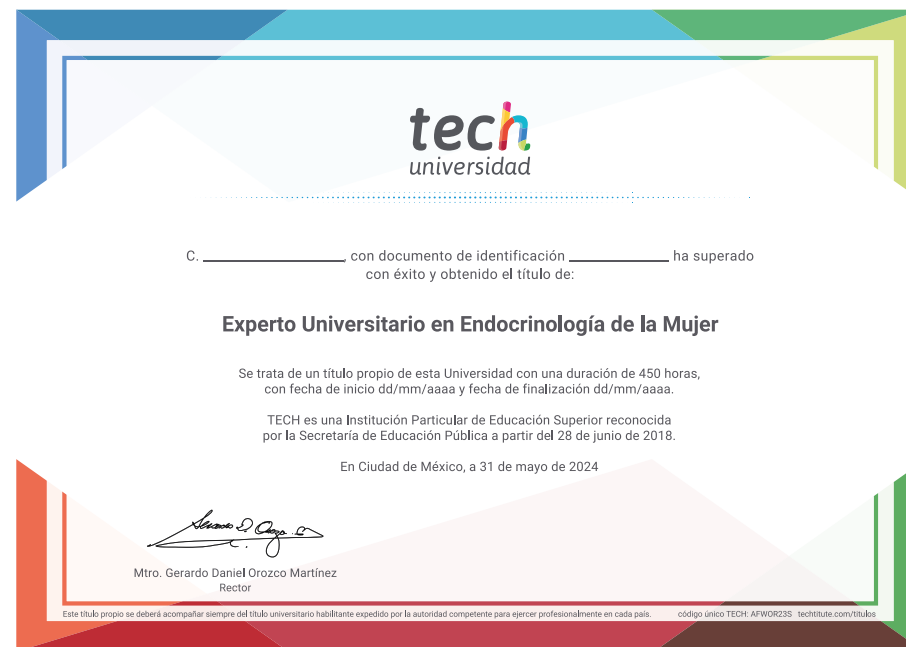 tech
universidad
C. ____________________, con documento de identificación ______________ ha superado
con éxito y obtenido el título de:
Experto Universitario en Endocrinología de la Mujer
Se trata de un título propio de esta Universidad con una duración de 450 horas,
con fecha de inicio dd/mm/aaaa y fecha de finalización dd/mm/aaaa.
TECH es una Institución Particular de Educación Superior reconocida
por la Secretaría de Educación Pública a partir del 28 de junio de 2018.
En Ciudad de México, a 31 de mayo de 2024
Mtro. Gerardo Daniel Orozco Martínez
Rector
Este título propio se deberá acompañar siempre del título universitario habilitante expedido por la autoridad competente para ejercer profesionalmente en cada país. código único TECH: AFWOR23S techtitute.com/titulos